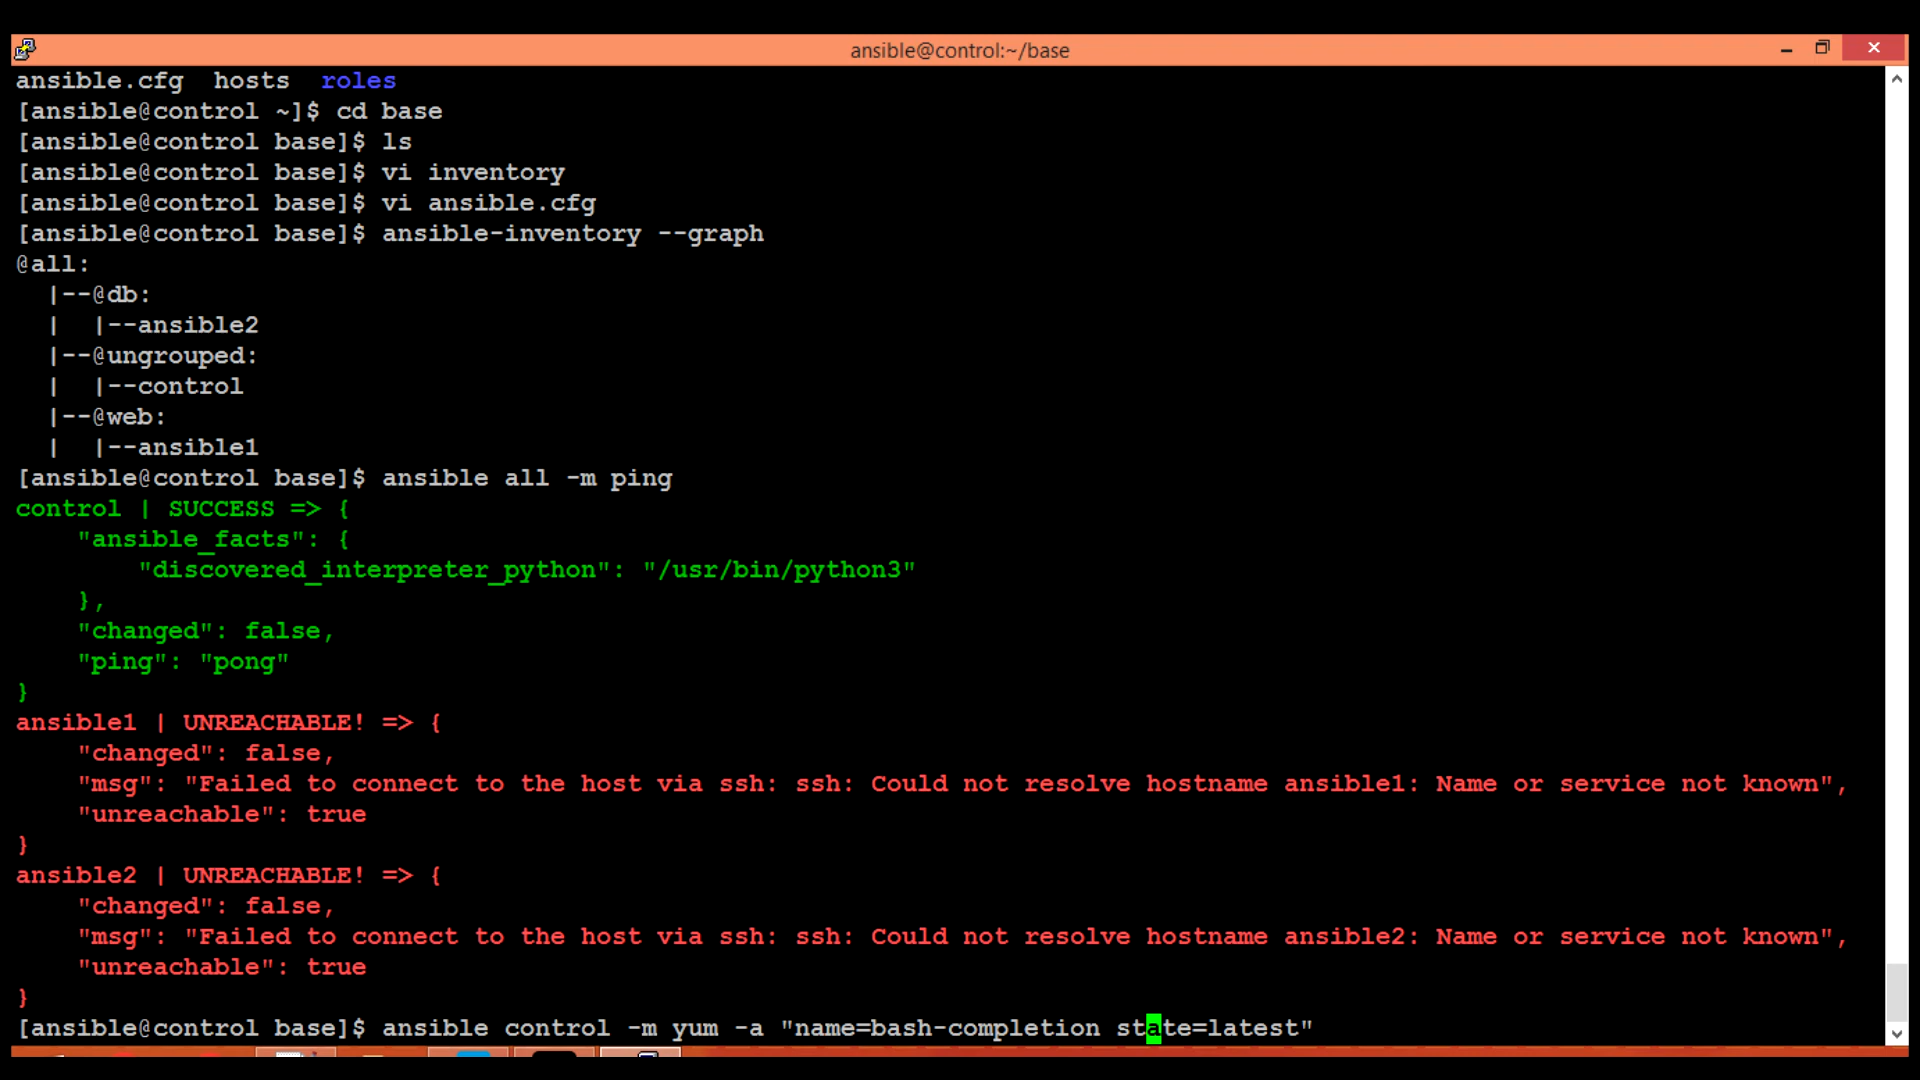 ansible@control:~/base
ansible.cfg  hosts  roles
[ansible@control ~]$ cd base
[ansible@control base]$ ls
[ansible@control base]$ vi inventory
[ansible@control base]$ vi ansible.cfg
[ansible@control base]$ ansible-inventory --graph
@all:
  |--@db:
  |  |--ansible2
  |--@ungrouped:
  |  |--control
  |--@web:
  |  |--ansible1
[ansible@control base]$ ansible all -m ping
control | SUCCESS => {
    "ansible_facts": {
        "discovered_interpreter_python": "/usr/bin/python3"
    },
    "changed": false,
    "ping": "pong"
}
ansible1 | UNREACHABLE! => {
    "changed": false,
    "msg": "Failed to connect to the host via ssh: ssh: Could not resolve hostname ansible1: Name or service not known",
    "unreachable": true
}
ansible2 | UNREACHABLE! => {
    "changed": false,
    "msg": "Failed to connect to the host via ssh: ssh: Could not resolve hostname ansible2: Name or service not known",
    "unreachable": true
}
[ansible@control base]$ ansible control -m yum -a "name=bash-completion state=latest"